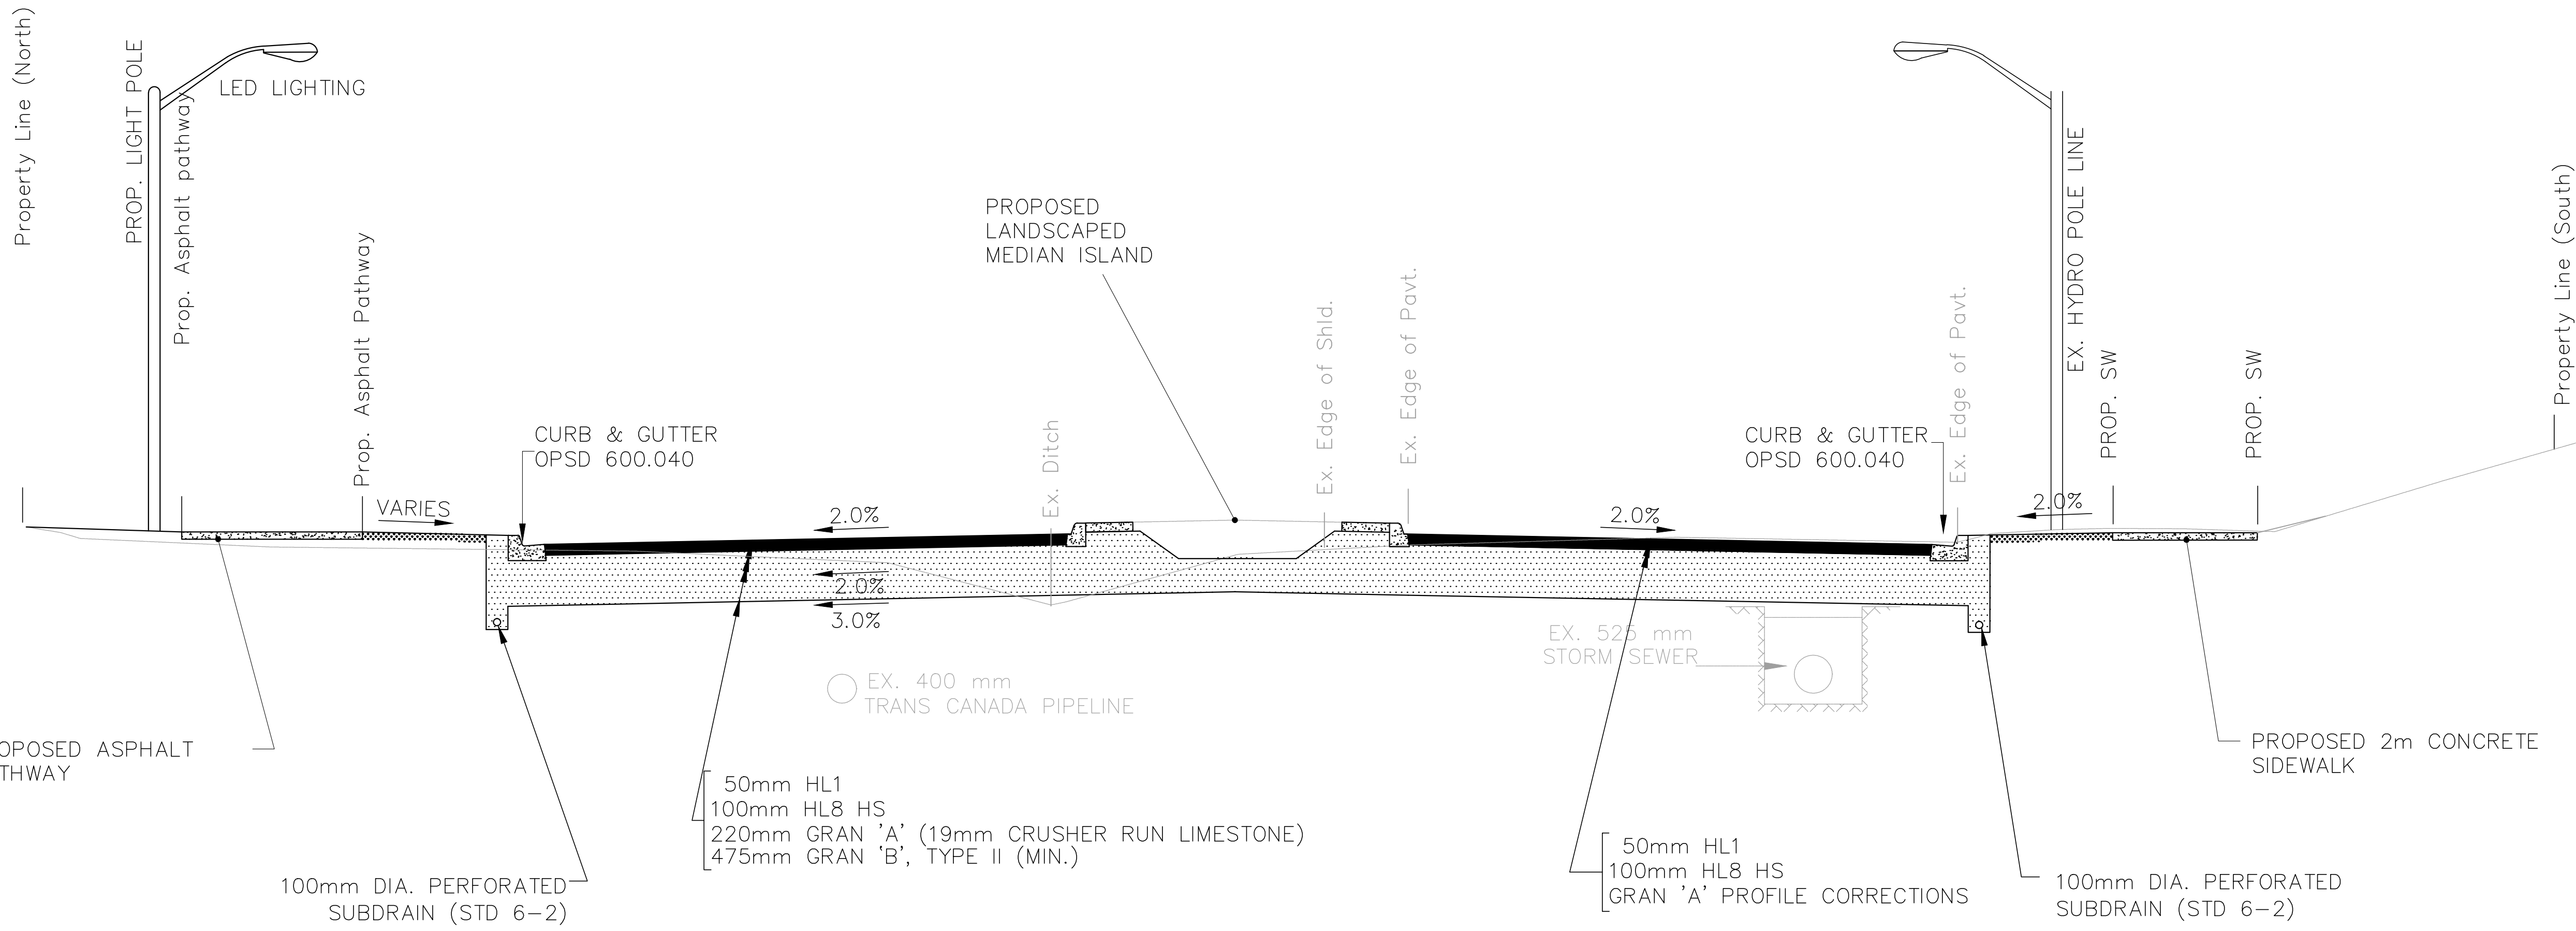 Property Line (North)
PROP. LIGHT POLE
Prop. Asphalt pathway
LED LIGHTING
Prop. Asphalt Pathway
VARIES
CURB & GUTTER
OPSD 600.040
2.0%
2.0%
3.0%
Ex. Ditch
PROPOSED
LANDSCAPED
MEDIAN ISLAND
Ex. Edge of Shld.
Ex. Edge of Pavt.
2.0%
CURB & GUTTER
OPSD 600.040
Ex. Edge of Pavt.
EX. HYDRO POLE LINE
2.0%
PROP. SW
PROP. SW
Property Line (South)
EX. 400 mm
TRANS CANADA PIPELINE
EX. 525 mm
STORM SEWER
OPOSED ASPHALT
THWAY
100mm DIA. PERFORATED
SUBDRAIN (STD 6-2)
50mm HL1
100mm HL8 HS
220mm GRAN 'A' (19mm CRUSHER RUN LIMESTONE)
475mm GRAN 'B', TYPE II (MIN.)
50mm HL1
100mm HL8 HS
GRAN 'A' PROFILE CORRECTIONS
100mm DIA. PERFORATED
SUBDRAIN (STD 6-2)
PROPOSED 2m CONCRETE
SIDEWALK